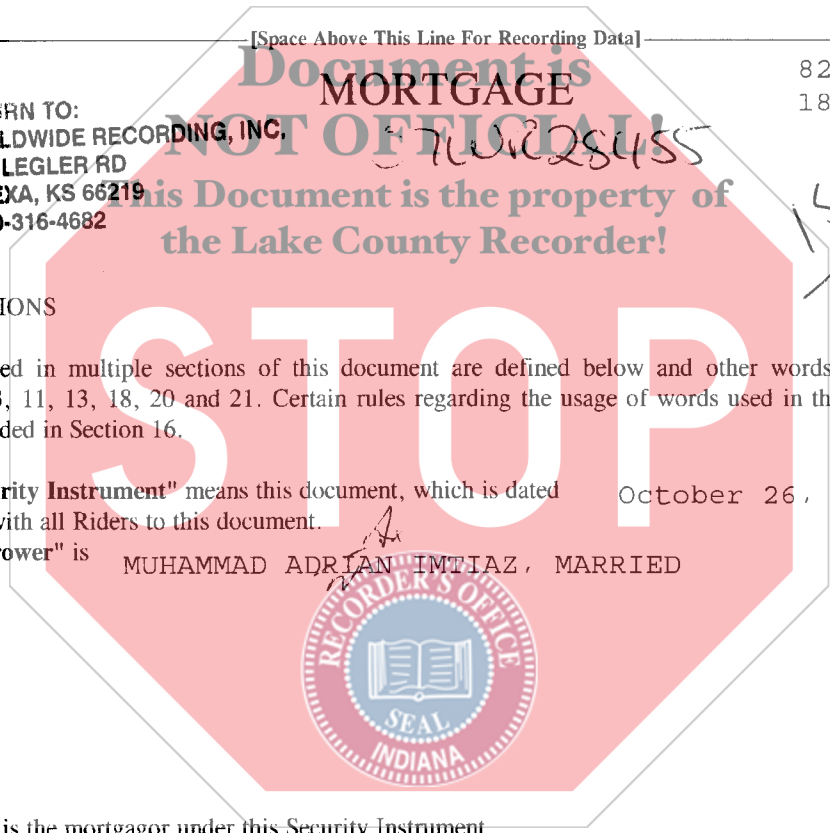 [Space Above This Line For Recording Data]
Document is
MORTGAGE
82
18
RN TO:
LDWIDE RECORDING, INC.
NOT OFFICIAL!
LEGLER RD
EXA, KS 66219
This Document is the property of
-316-4682
the Lake County Recorder!
IONS
ed in multiple sections of this document are defined below and other words
, 11, 13, 18, 20 and 21. Certain rules regarding the usage of words used in th
ded in Section 16.
STOP
rity Instrument" means this document, which is dated October 26,
with all Riders to this document.
ower" is MUHAMMAD ADRIAN IMTIAZ, MARRIED
RECORDER'S OFFICE
SEAL
INDIANA
is the mortgagor under this Security Instrument